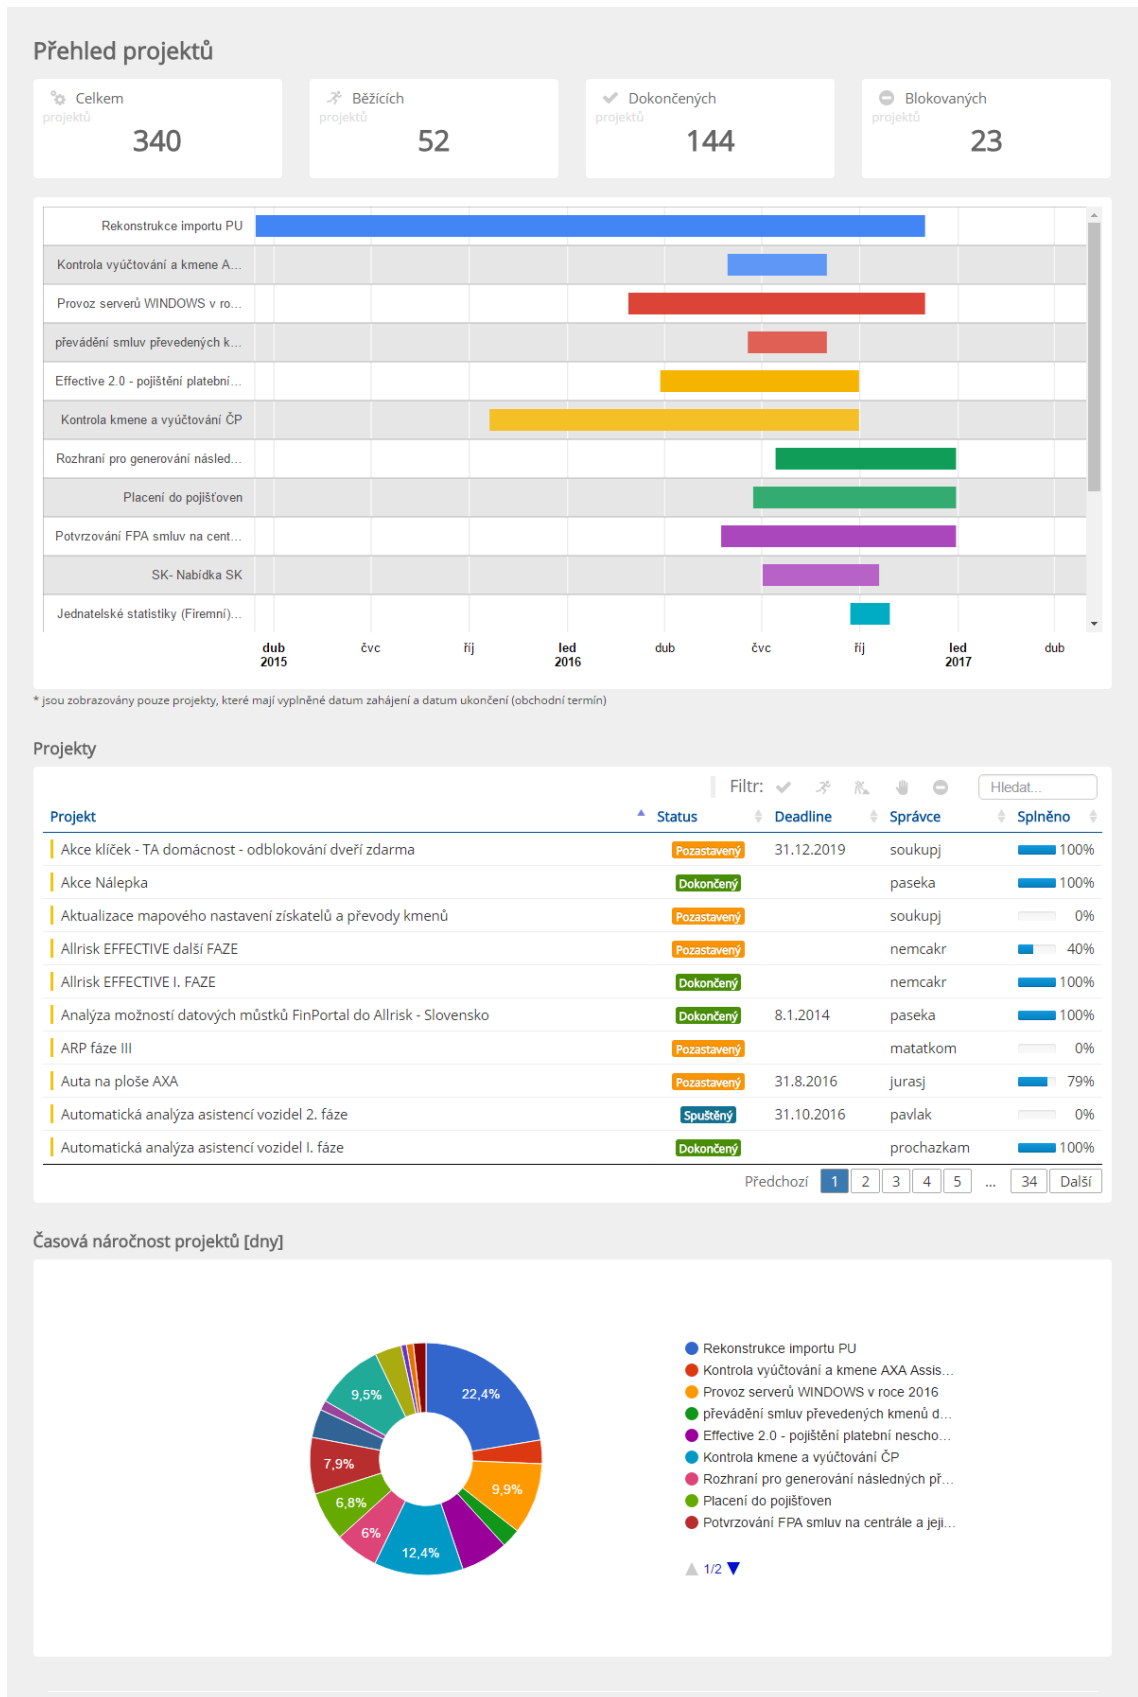 Přehled projektů
Celkem
projektů
340
Běžících
projektů
52
Dokončených
projektů
144
Blokovaných
projektů
23
Rekonstrukce importu PU
Kontrola vyúčtování a kmene A...
Provoz serverů WINDOWS v ro...
převádění smluv převedených k...
Effective 2.0 - pojištění platební...
Kontrola kmene a vyúčtování ČP
Rozhraní pro generování násled...
Placení do pojišťoven
Potvrzování FPA smluv na cent...
SK- Nabídka SK
Jednatelské statistiky (Firemní)...
dub čvc říj led dub čvc říj led dub
2015 2016 2017
* jsou zobrazovány pouze projekty, které mají vyplněné datum zahájení a datum ukončení (obchodní termín)
Projekty
Filtr: Hledat...
Projekt Status Deadline Správce Splněno
Akce klíček - TA domácnost - odblokování dveří zdarma Pozastavený 31.12.2019 soukupj 100%
Akce Nálepka Dokončený paseka 100%
Aktualizace mapového nastavení získatelů a převody kmenů Pozastavený soukupj 0%
Allrisk EFFECTIVE další FAZE Pozastavený nemcakr 40%
Allrisk EFFECTIVE I. FAZE Dokončený nemcakr 100%
Analýza možností datových můstků FinPortal do Allrisk - Slovensko Dokončený 8.1.2014 paseka 100%
ARP fáze III Pozastavený matatkom 0%
Auta na ploše AXA Pozastavený 31.8.2016 jurasj 79%
Automatická analýza asistencí vozidel 2. fáze Spuštěný 31.10.2016 pavlak 0%
Automatická analýza asistencí vozidel I. fáze Dokončený prochazkam 100%
Předchozí 1 2 3 4 5 ... 34 Další
Časová náročnost projektů [dny]
22,4%
9,9%
12,4%
6%
6,8%
7,9%
9,5%
Rekonstrukce importu PU
Kontrola vyúčtování a kmene AXA Assis...
Provoz serverů WINDOWS v roce 2016
převádění smluv převedených kmenů d...
Effective 2.0 - pojištění platební nescho...
Kontrola kmene a vyúčtování ČP
Rozhraní pro generování následných př...
Placení do pojišťoven
Potvrzování FPA smluv na centrále a jeji...
1/2